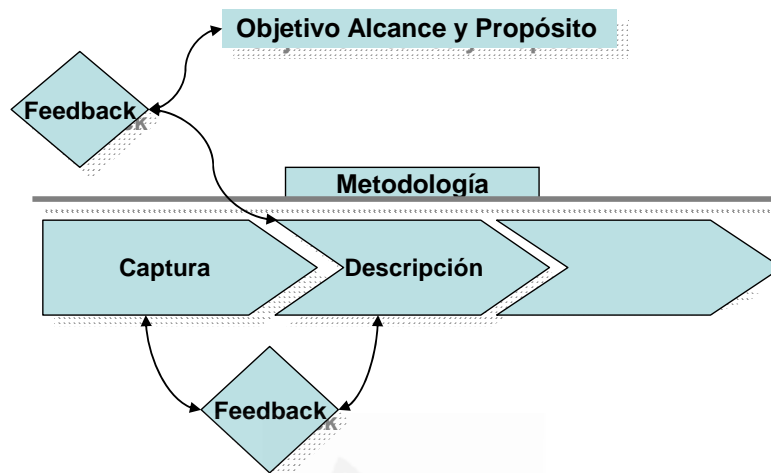 Objetivo Alcance y Propósito
Feedback
Metodología
Captura
Descripción
Feedback